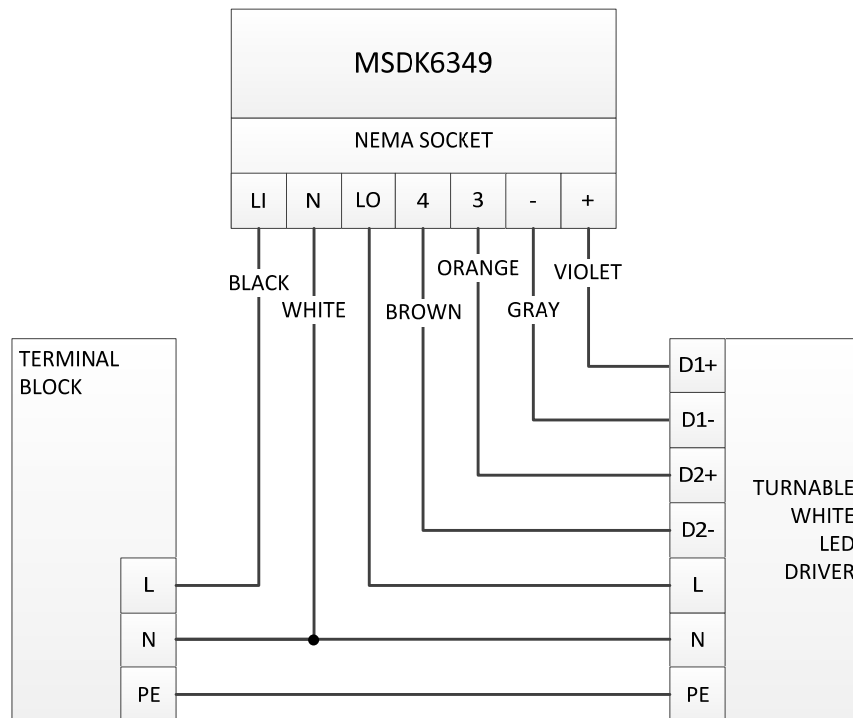 MSDK6349
NEMA SOCKET
LI N LO 4 3 - +
BLACK
WHITE
BROWN
ORANGE
GRAY
VIOLET
TERMINAL
BLOCK
L
N
PE
D1+
D1-
D2+
D2-
L
N
PE
TURNABLE
WHITE
LED
DRIVER